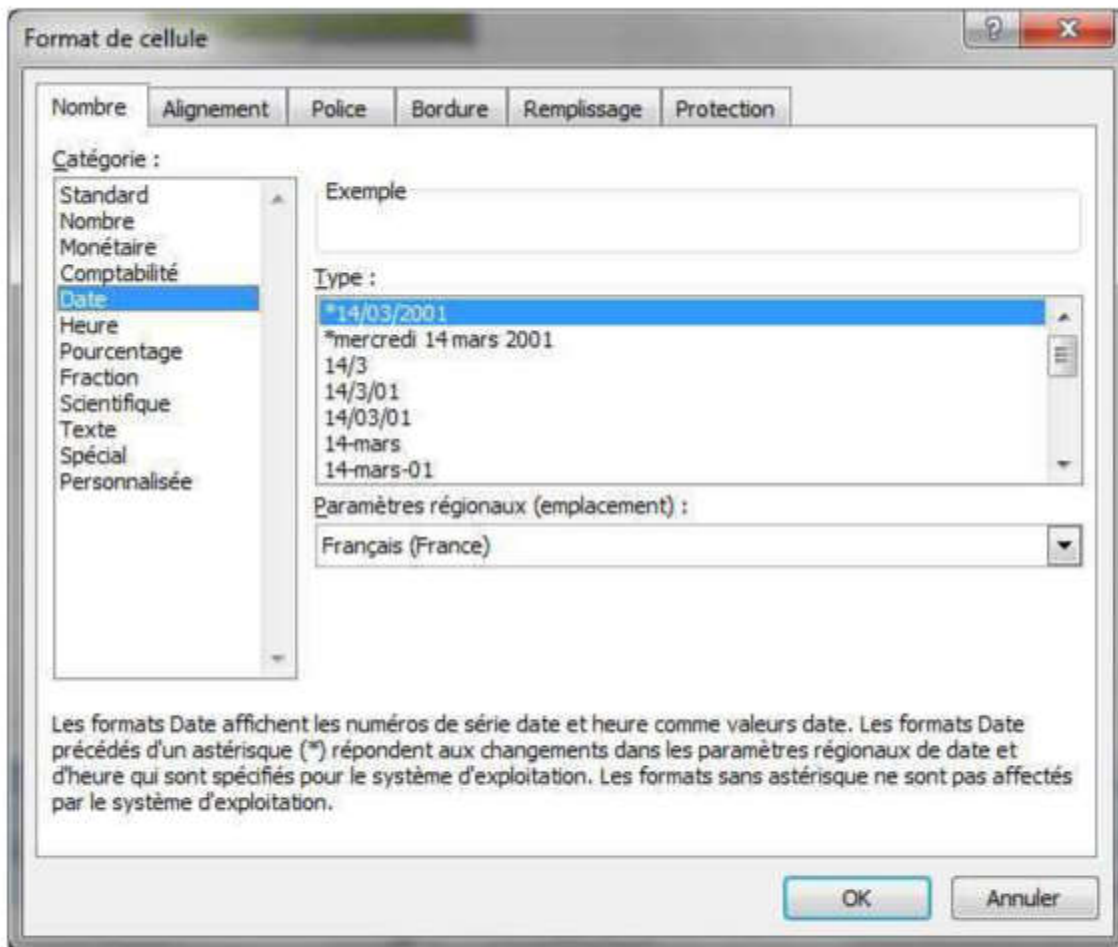 Format de cellule
Nombre Alignement Police Bordure Remplissage Protection
Catégorie :
Standard
Nombre
Monétaire
Comptabilité
Date
Heure
Pourcentage
Fraction
Scientifique
Texte
Spécial
Personnalisée
Exemple
Type :
*14/03/2001
*mercredi 14 mars 2001
14/3
14/3/01
14/03/01
14-mars
14-mars-01
Paramètres régionaux (emplacement) :
Français (France)
Les formats Date affichent les numéros de série date et heure comme valeurs date. Les formats Date
précédés d'un astérisque (*) répondent aux changements dans les paramètres régionaux de date et
d'heure qui sont spécifiés pour le système d'exploitation. Les formats sans astérisque ne sont pas affectés
par le système d'exploitation.
OK Annuler